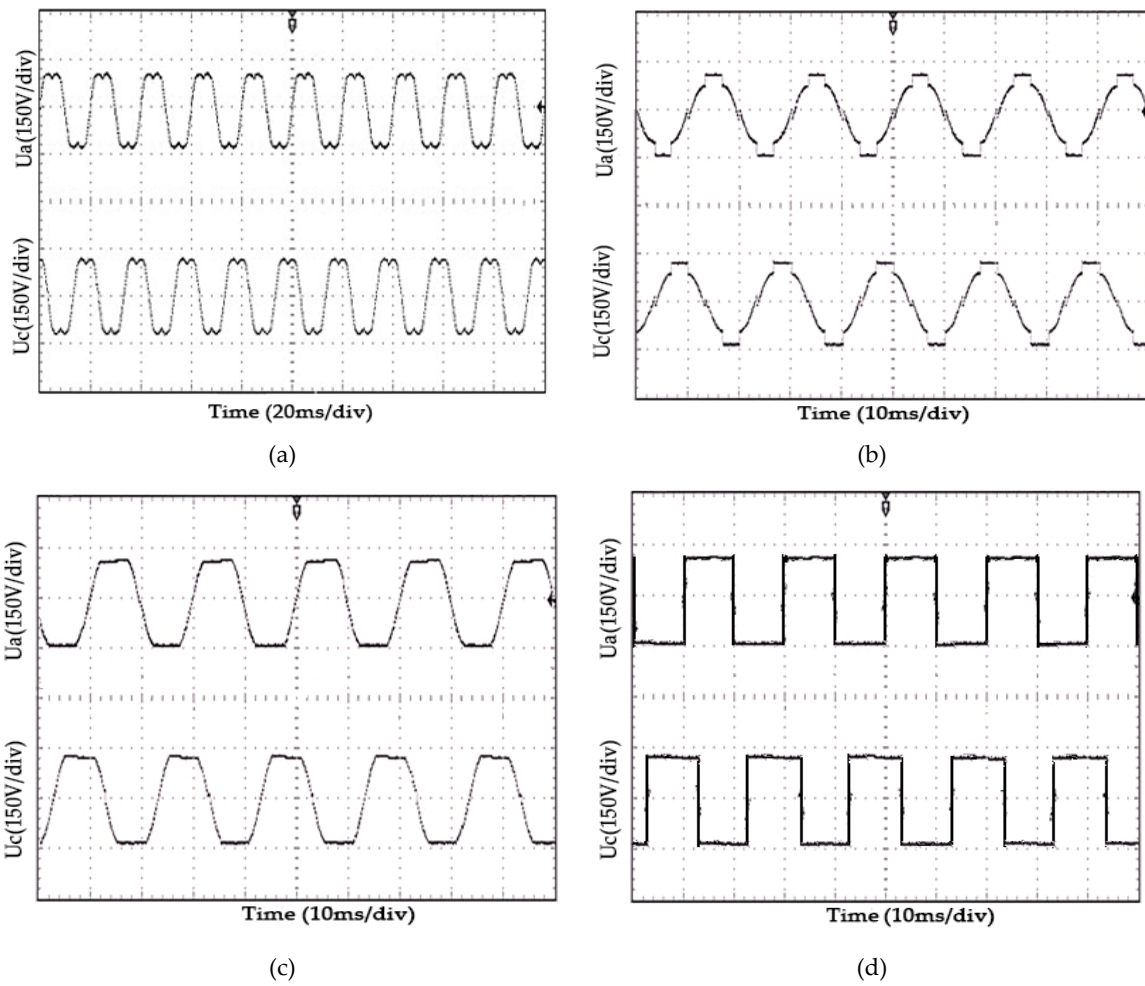 Ua(150V/div)
Uc(150V/div)
Time (20ms/div)
(a)
Ua(150V/div)
Uc(150V/div)
Time (10ms/div)
(b)
Ua(150V/div)
Uc(150V/div)
Time (10ms/div)
(c)
Ua(150V/div)
Uc(150V/div)
Time (10ms/div)
(d)